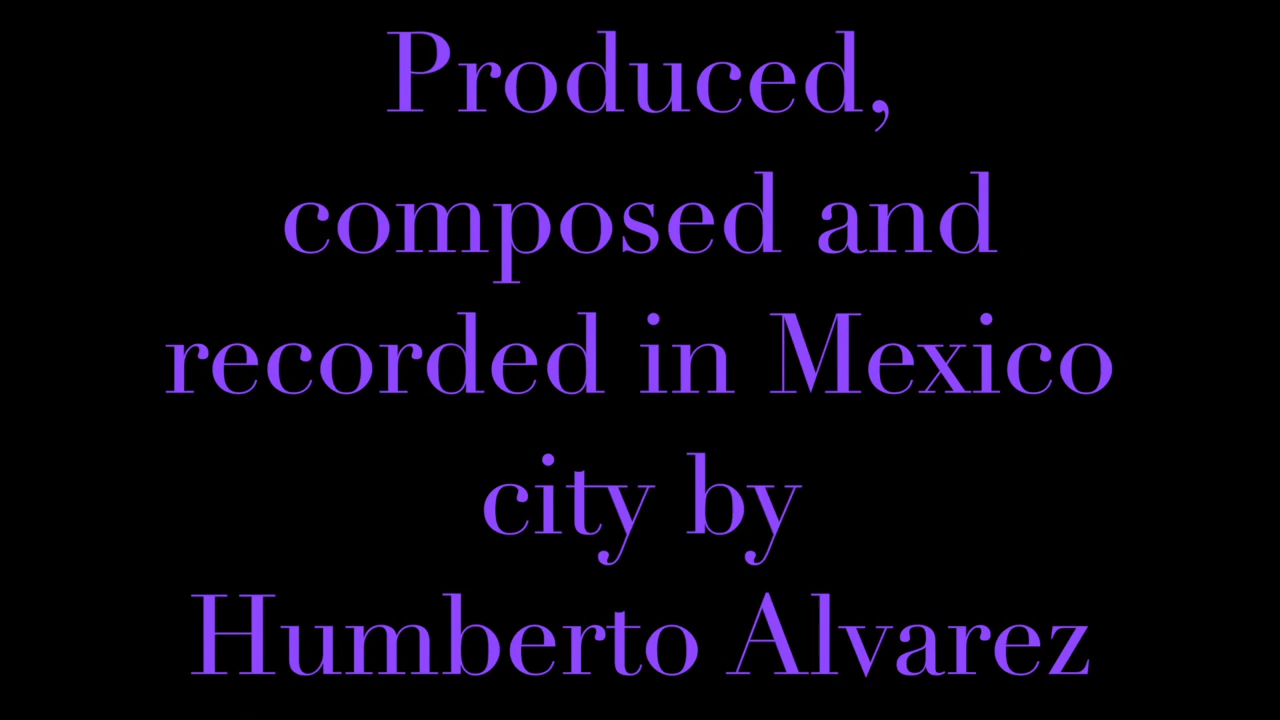 Produced,
composed and
recorded in Mexico
city by
Humberto Alvarez